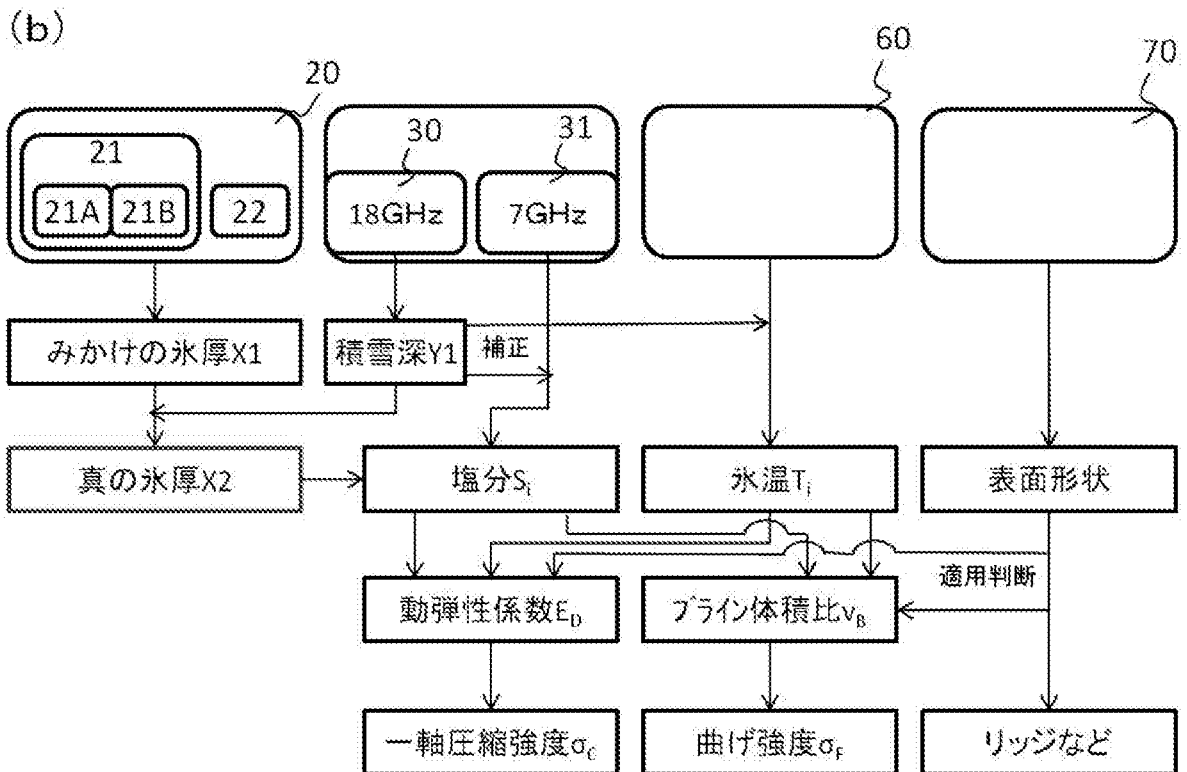 (b)
20
21
21A 21B 22
30
18GHz
31
7GHz
60
70
みかけの氷厚X1
積雪深Y1
補正
真の氷厚X2
塩分Si
氷温Ti
表面形状
適用判断
動弾性係数ED
ブライン体積比vB
一軸圧縮強度σC
曲げ強度σF
リッジなど